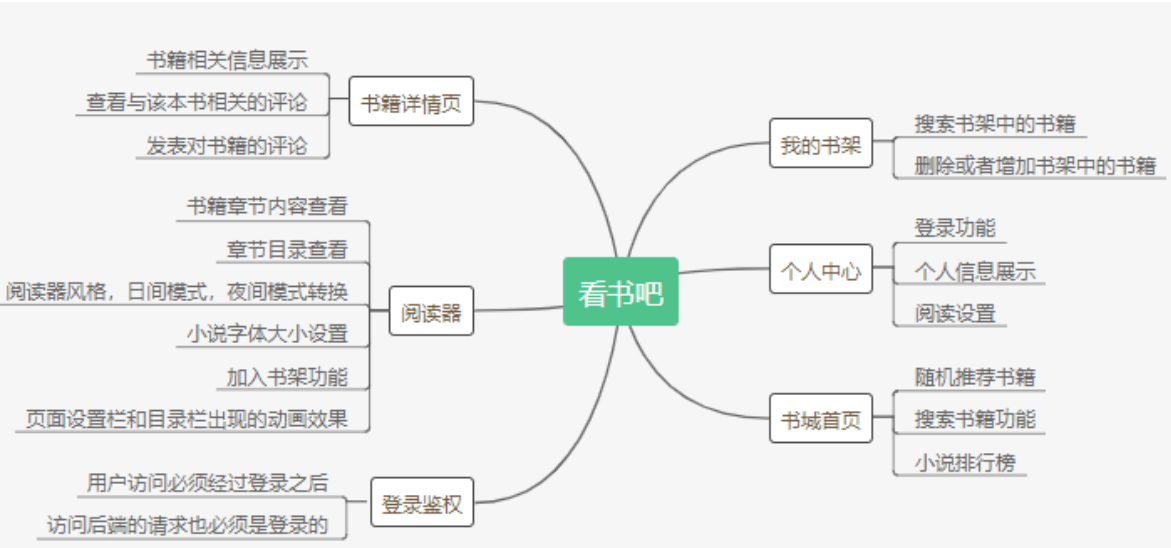 看书吧
书籍详情页
书籍相关信息展示
查看与该本书相关的评论
发表对书籍的评论
阅读器
书籍章节内容查看
章节目录查看
阅读器风格，日间模式，夜间模式转换
小说字体大小设置
加入书架功能
页面设置栏和目录栏出现的动画效果
登录鉴权
用户访问必须经过登录之后
访问后端的请求也必须是登录的
我的书架
搜索书架中的书籍
删除或者增加书架中的书籍
个人中心
登录功能
个人信息展示
阅读设置
书城首页
随机推荐书籍
搜索书籍功能
小说排行榜